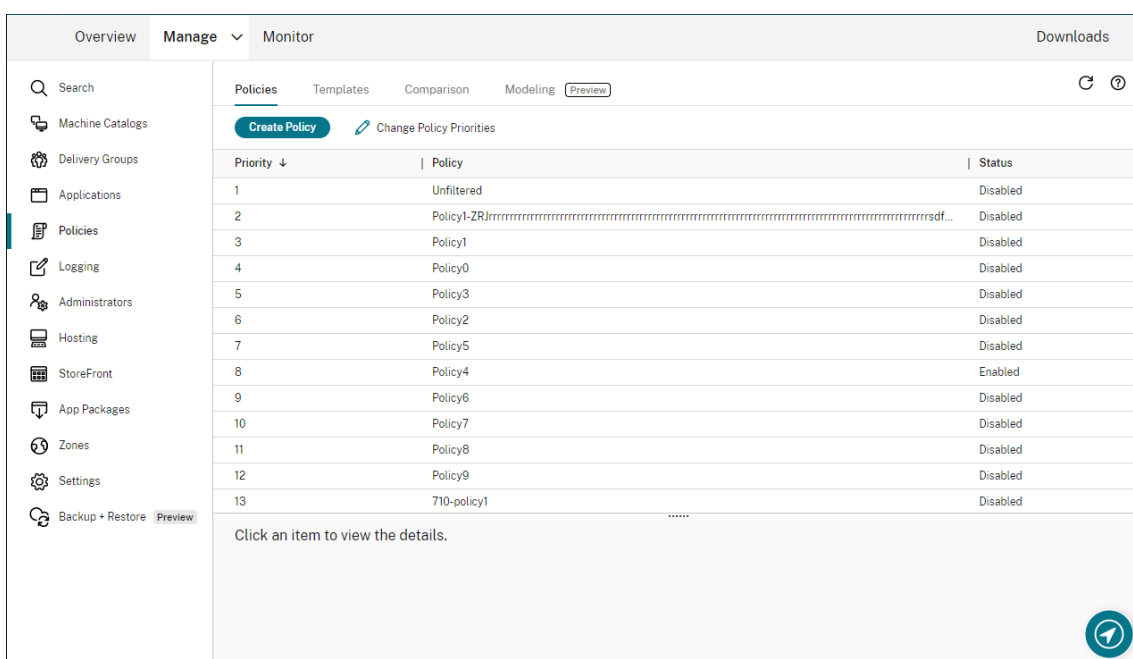 Overview Manage Monitor Downloads
Search
Machine Catalogs
Delivery Groups
Applications
Policies
Logging
Administrators
Hosting
StoreFront
App Packages
Zones
Settings
Backup + Restore Preview
Policies Templates Comparison Modeling Preview
Create Policy Change Policy Priorities
Priority Policy Status
1 Unfiltered Disabled
2 Disabled
3 Policy1 Disabled
4 Policy0 Disabled
5 Policy3 Disabled
6 Policy2 Disabled
7 Policy5 Disabled
8 Policy4 Enabled
9 Policy6 Disabled
10 Policy7 Disabled
11 Policy8 Disabled
12 Policy9 Disabled
13 710-policy1 Disabled
Click an item to view the details.